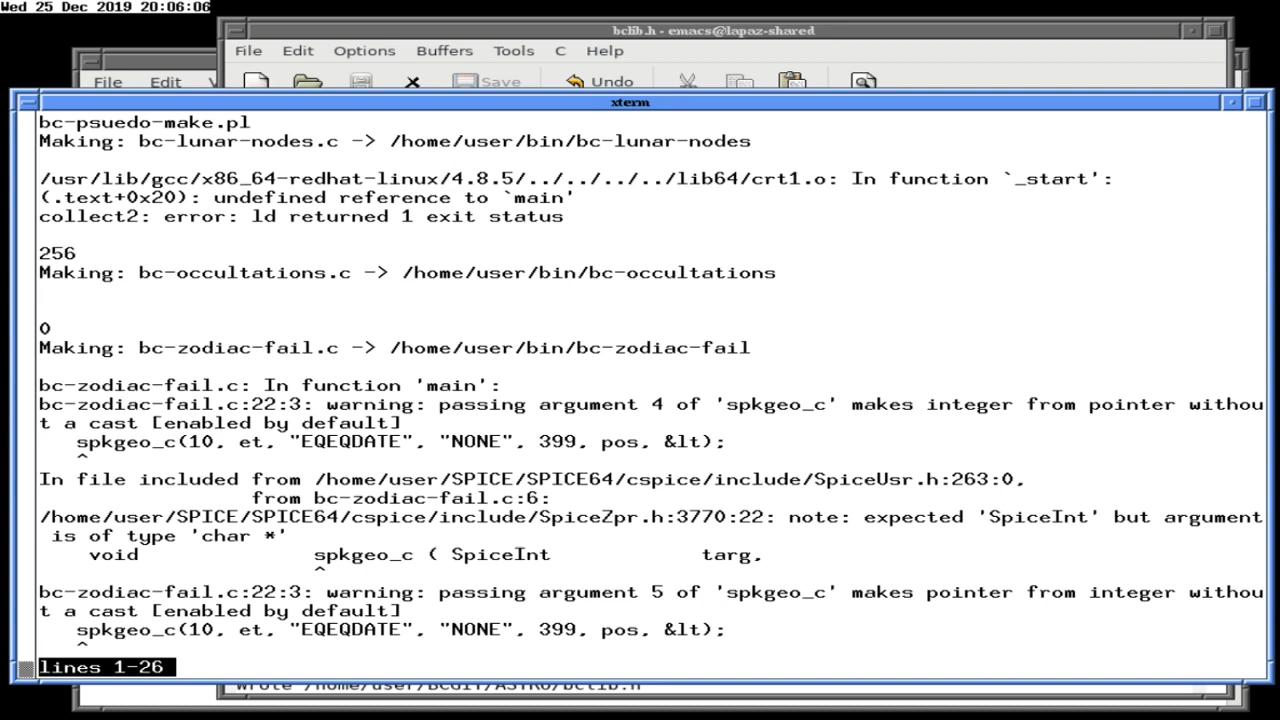 Wed 25 Dec 2019 20:06:06
bclib.h - emacs@lapaz-shared
File Edit Options Buffers Tools C Help
File Edit
Save Undo
xterm
bc-psuedo-make.pl
Making: bc-lunar-nodes.c -> /home/user/bin/bc-lunar-nodes
/usr/lib/gcc/x86_64-redhat-linux/4.8.5/../../../../lib64/crt1.o: In function `_start':
(.text+0x20): undefined reference to `main'
collect2: error: ld returned 1 exit status
256
Making: bc-occultations.c -> /home/user/bin/bc-occultations
0
Making: bc-zodiac-fail.c -> /home/user/bin/bc-zodiac-fail
bc-zodiac-fail.c: In function 'main':
bc-zodiac-fail.c:22:3: warning: passing argument 4 of 'spkgeo_c' makes integer from pointer withou
t a cast [enabled by default]
spkgeo_c(10, et, "EQEQDATE", "NONE", 399, pos, &lt);
^
In file included from /home/user/SPICE/SPICE64/cspice/include/SpiceUsr.h:263:0,
from bc-zodiac-fail.c:6:
/home/user/SPICE/SPICE64/cspice/include/SpiceZpr.h:3770:22: note: expected 'SpiceInt' but argument
is of type 'char *'
void spkgeo_c ( SpiceInt targ,
^
bc-zodiac-fail.c:22:3: warning: passing argument 5 of 'spkgeo_c' makes pointer from integer withou
t a cast [enabled by default]
spkgeo_c(10, et, "EQEQDATE", "NONE", 399, pos, &lt);
^
lines 1-26
Wrote /home/user/BCGIT/ASTRO/bclib.h